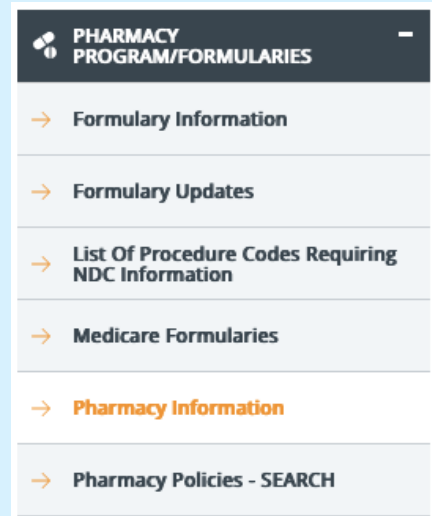 PHARMACY
PROGRAM/FORMULARIES
Formulary Information
Formulary Updates
List Of Procedure Codes Requiring
NDC Information
Medicare Formularies
Pharmacy Information
Pharmacy Policies - SEARCH